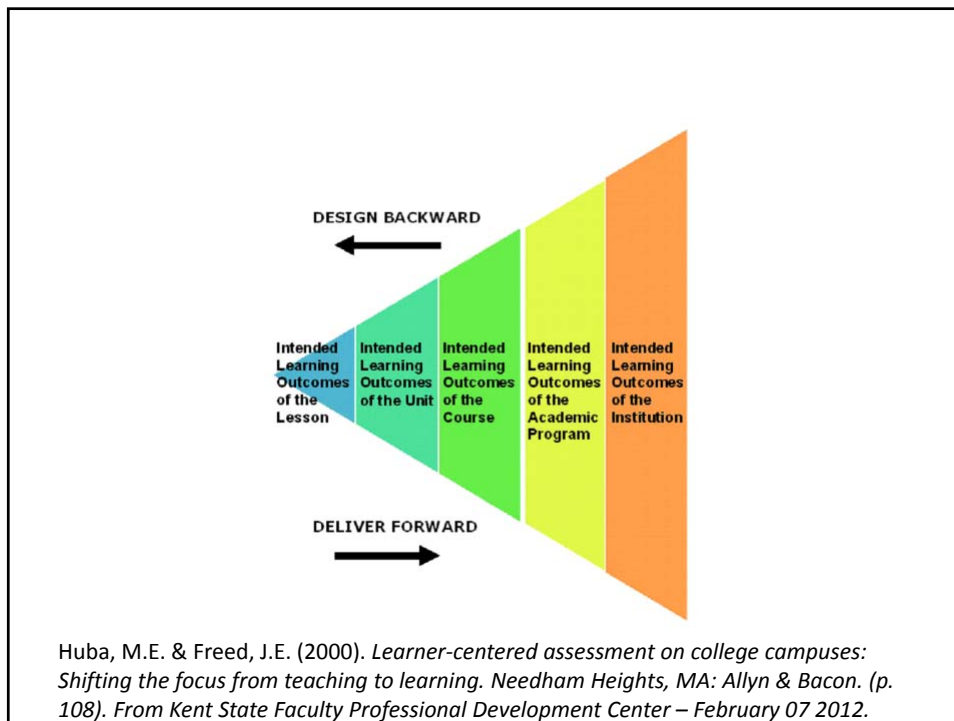 DESIGN BACKWARD
Intended
Learning
Outcomes
of the
Lesson
Intended
Learning
Outcomes
of the Unit
Intended
Learning
Outcomes
of the
Course
Intended
Learning
Outcomes
of the
Academic
Program
Intended
Learning
Outcomes
of the
Institution
DELIVER FORWARD
Huba, M.E. & Freed, J.E. (2000). Learner-centered assessment on college campuses:
Shifting the focus from teaching to learning. Needham Heights, MA: Allyn & Bacon. (p.
108). From Kent State Faculty Professional Development Center – February 07 2012.